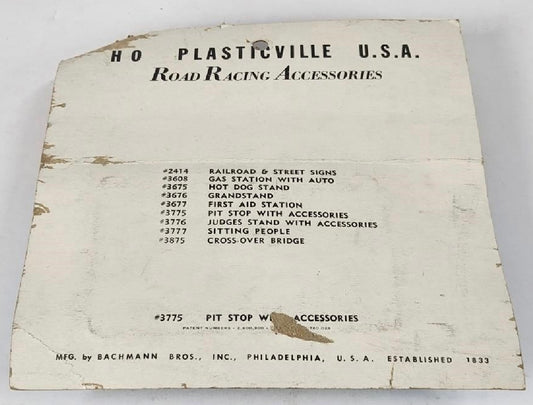 HO PLASTICVILLE U.S.A.
ROAD RACING ACCESSORIES
#2414 RAILROAD & STREET SIGNS
#3608 GAS STATION WITH AUTO
#3675 HOT DOG STAND
#3676 GRANDSTAND
#3677 FIRST AID STATION
#3775 PIT STOP WITH ACCESSORIES
#3776 JUDGES STAND WITH ACCESSORIES
#3777 SITTING PEOPLE
#3875 CROSS-OVER BRIDGE
#3775 PIT STOP ACCESSORIES
PATENT NUMBERS
MFG. by BACHMANN BROS., INC., PHILADELPHIA, U. S. A. ESTABLISHED 1833